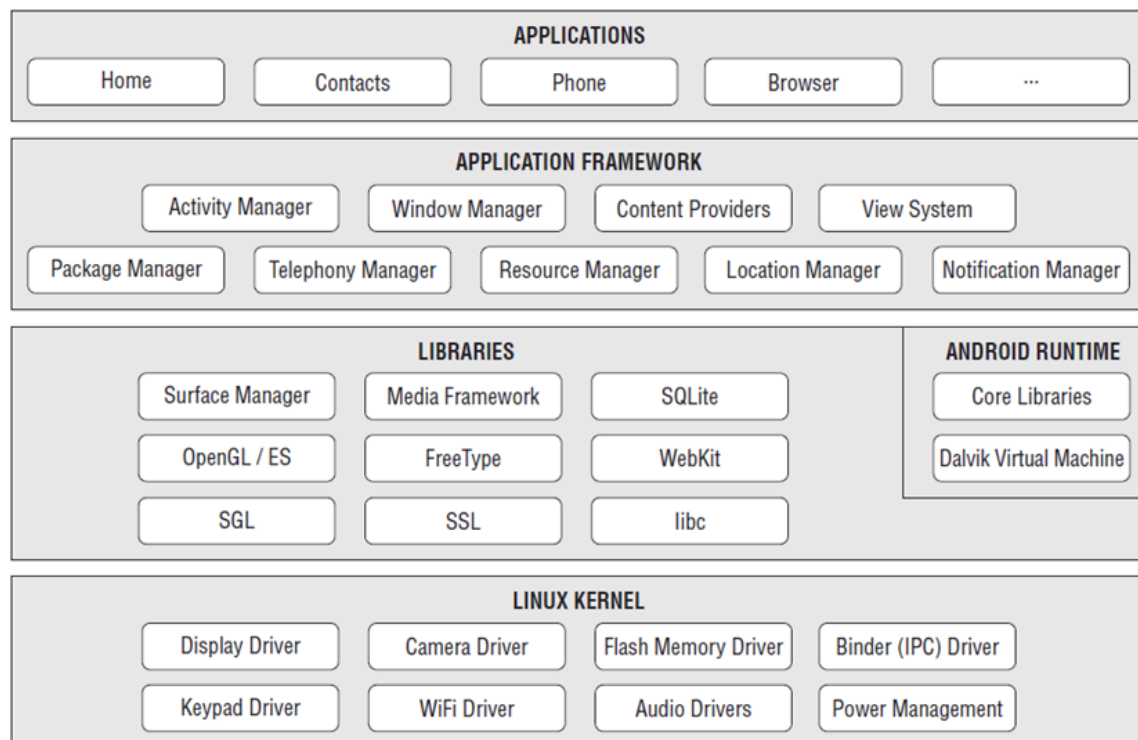 APPLICATIONS
Home Contacts Phone Browser ...
APPLICATION FRAMEWORK
Activity Manager Window Manager Content Providers View System
Package Manager Telephony Manager Resource Manager Location Manager Notification Manager
LIBRARIES ANDROID RUNTIME
Surface Manager Media Framework SQLite Core Libraries
OpenGL / ES FreeType WebKit Dalvik Virtual Machine
SGL SSL libc
LINUX KERNEL
Display Driver Camera Driver Flash Memory Driver Binder (IPC) Driver
Keypad Driver WiFi Driver Audio Drivers Power Management